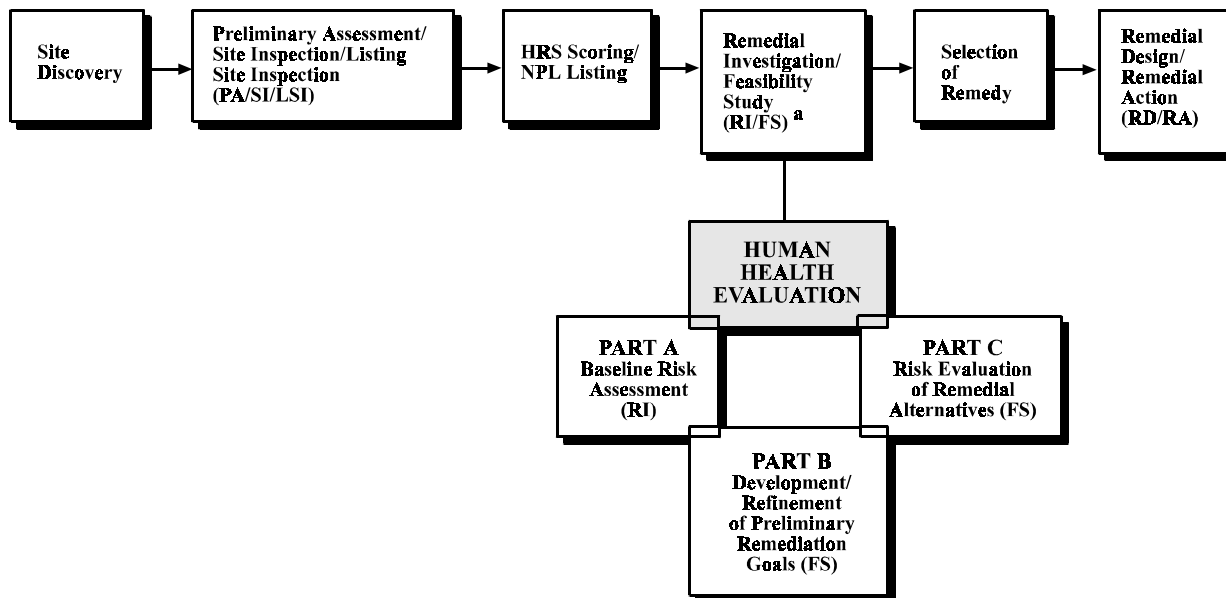 Site
Discovery
Preliminary Assessment/
Site Inspection/Listing
Site Inspection
(PA/SI/LSI)
HRS Scoring/
NPL Listing
Remedial
Investigation/
Feasibility
Study
(RI/FS) a
Selection
of
Remedy
Remedial
Design/
Remedial
Action
(RD/RA)
HUMAN
HEALTH
EVALUATION
PART A
Baseline Risk
Assessment
(RI)
PART C
Risk Evaluation
of Remedial
Alternatives (FS)
PART B
Development/
Refinement
of Preliminary
Remediation
Goals (FS)